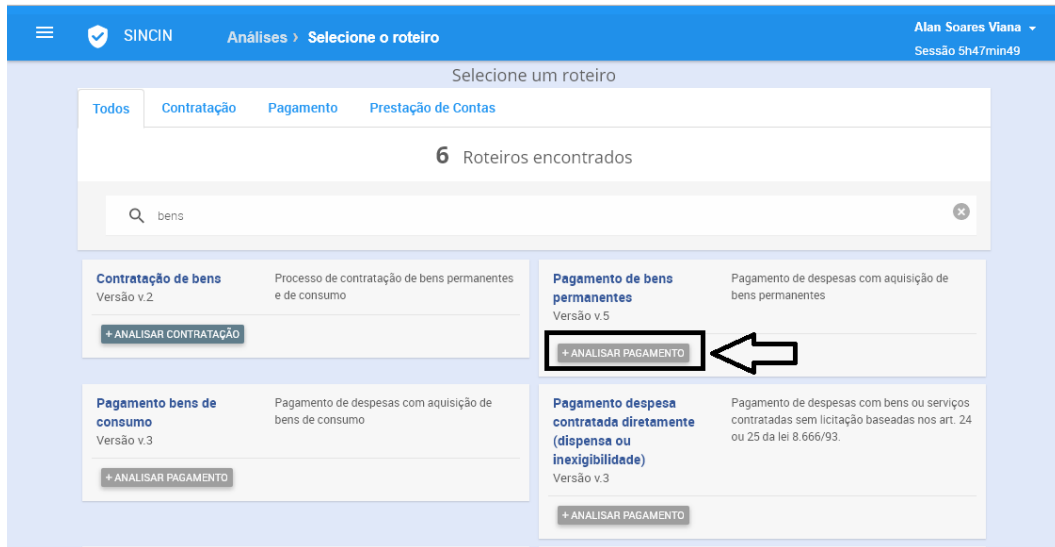 SINCIN
Análises › Selecione o roteiro
Alan Soares Viana
Sessão 5h47min49
Selecione um roteiro
Todos
Contratação
Pagamento
Prestação de Contas
6 Roteiros encontrados
bens
Contratação de bens
Versão v.2
Processo de contratação de bens permanentes
e de consumo
+ ANALISAR CONTRATAÇÃO
Pagamento de bens
permanentes
Versão v.5
Pagamento de despesas com aquisição de
bens permanentes
+ ANALISAR PAGAMENTO
Pagamento bens de
consumo
Versão v.3
Pagamento de despesas com aquisição de
bens de consumo
+ ANALISAR PAGAMENTO
Pagamento despesa
contratada diretamente
(dispensa ou
inexigibilidade)
Versão v.3
Pagamento de despesas com bens ou serviços
contratadas sem licitação baseadas nos art. 24
ou 25 da lei 8.666/93.
+ ANALISAR PAGAMENTO